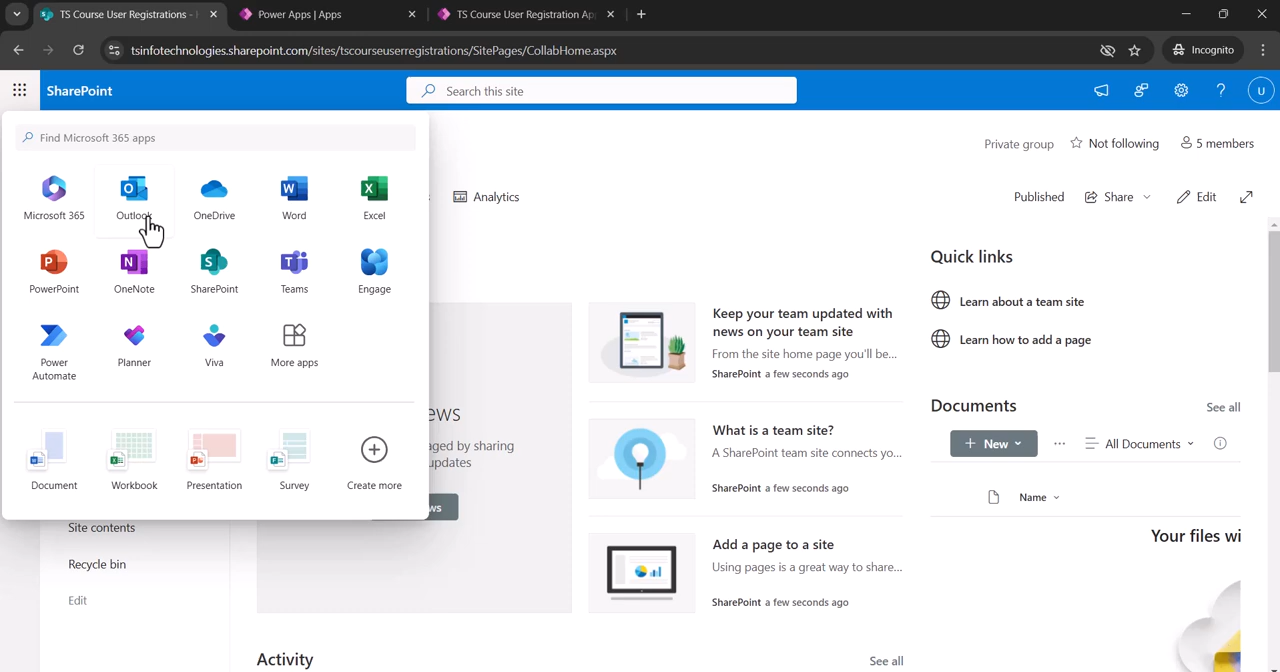 TS Course User Registrations -
Power Apps | Apps
TS Course User Registration Ap
tsinfotechnologies.sharepoint.com/sites/tscourseuserregistrations/SitePages/CollabHome.aspx
Incognito
SharePoint
Search this site
U
Find Microsoft 365 apps
Private group
Not following
5 members
Microsoft 365
Outlook
OneDrive
Word
Excel
Analytics
Published
Share
Edit
PowerPoint
OneNote
SharePoint
Teams
Engage
Power
Automate
Planner
Viva
More apps
Document
Workbook
Presentation
Survey
Create more
Site contents
Recycle bin
Edit
ews
aged by sharing
updates
ws
Keep your team updated with
news on your team site
From the site home page you'll be...
SharePoint a few seconds ago
What is a team site?
A SharePoint team site connects yo...
SharePoint a few seconds ago
Add a page to a site
Using pages is a great way to share...
SharePoint a few seconds ago
Quick links
Learn about a team site
Learn how to add a page
Documents
See all
New
All Documents
Name
Your files wi
Activity
See all